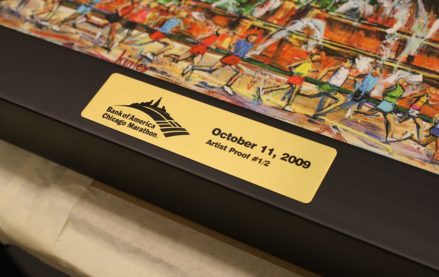 Bank of America
Chicago Marathon.
October 11, 2009
Artist Proof #1/2